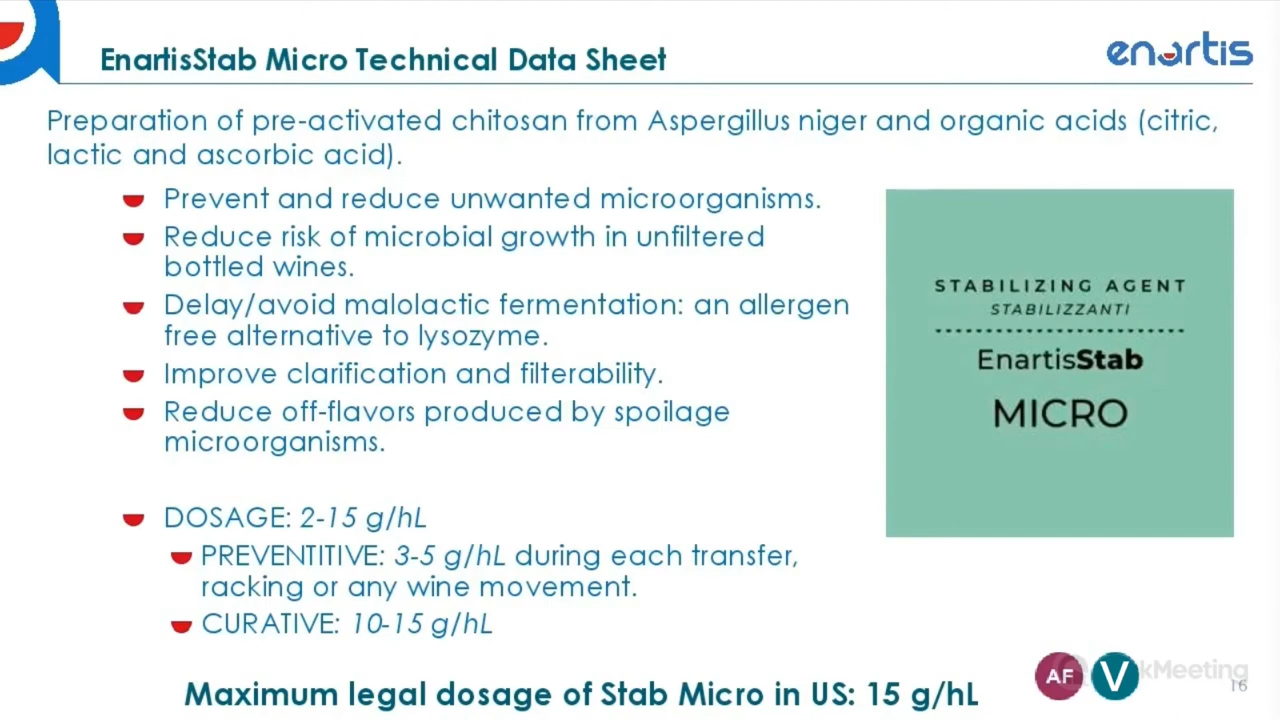 EnartisStab Micro Technical Data Sheet
enartis
Preparation of pre-activated chitosan from Aspergillus niger and organic acids (citric,
lactic and ascorbic acid).
Prevent and reduce unwanted microorganisms.
Reduce risk of microbial growth in unfiltered
bottled wines.
Delay/avoid malolactic fermentation: an allergen
free alternative to lysozyme.
Improve clarification and filterability.
Reduce off-flavors produced by spoilage
microorganisms.
DOSAGE: 2-15 g/hL
PREVENTITIVE: 3-5 g/hL during each transfer,
racking or any wine movement.
CURATIVE: 10-15 g/hL
STABILIZING AGENT
STABILIZZANTI
EnartisStab
MICRO
Maximum legal dosage of Stab Micro in US: 15 g/hL
AF
V
16